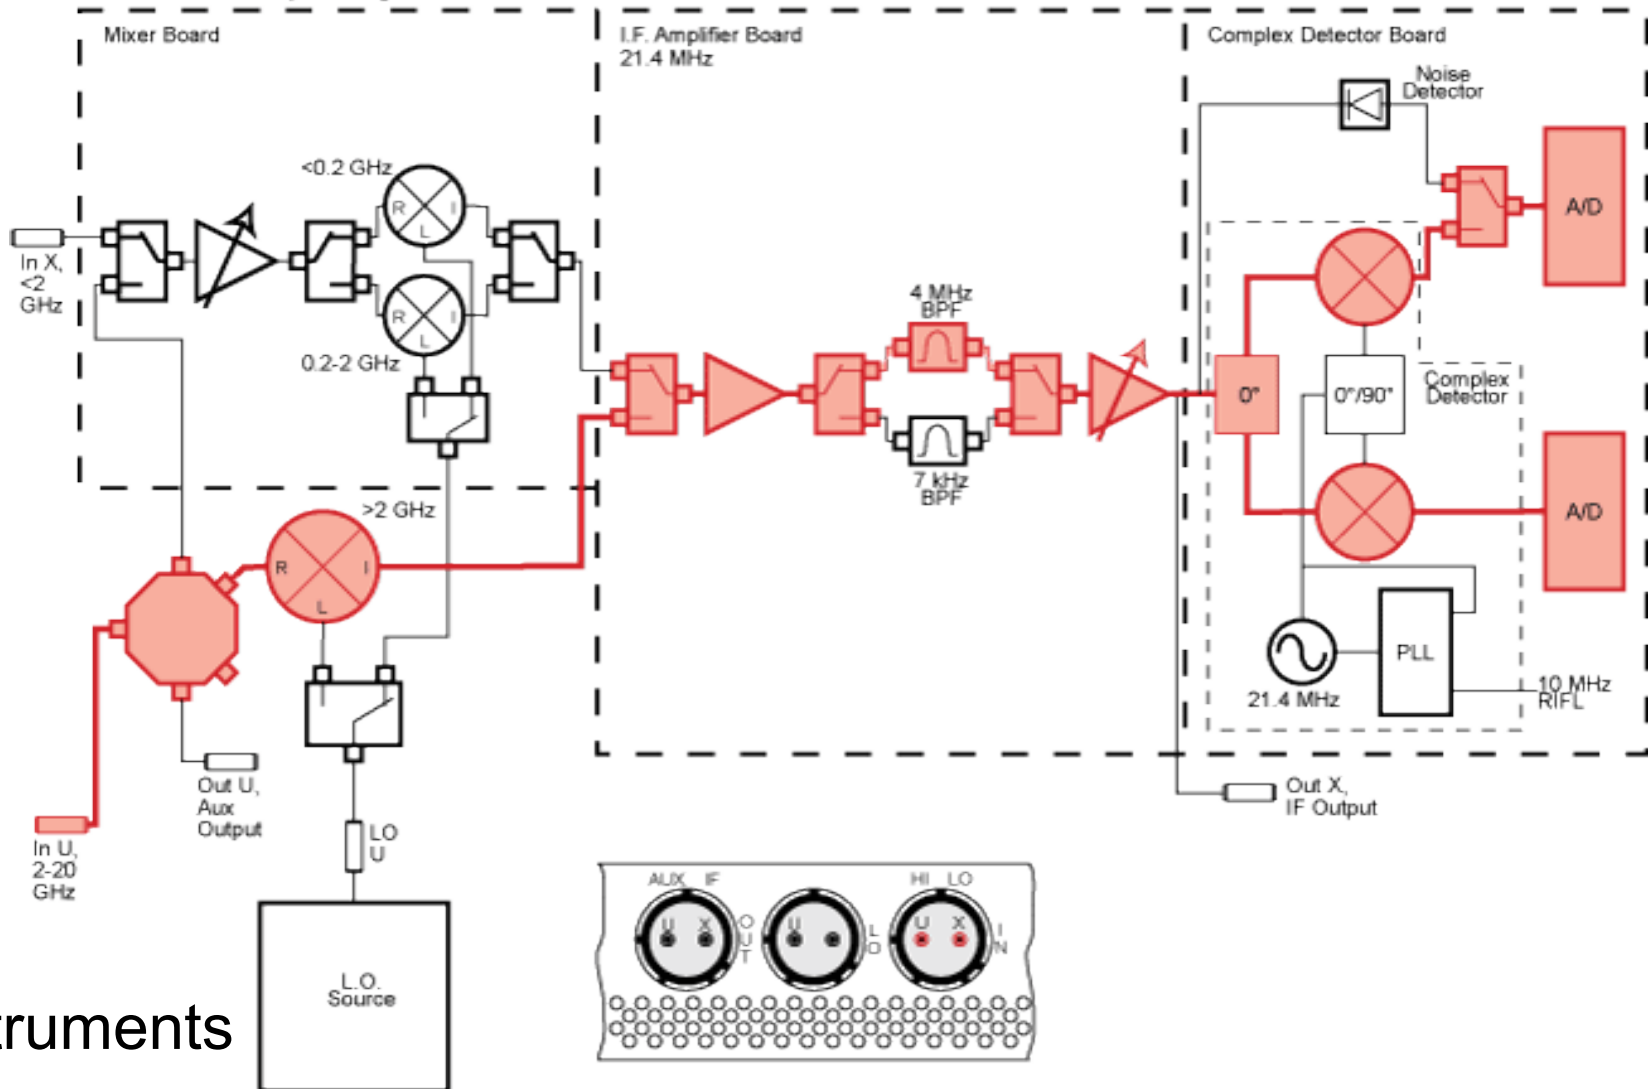 Mixer Board
I.F. Amplifier Board
21.4 MHz
Complex Detector Board
Noise
Detector
<0.2 GHz
R
I
L
A/D
In X,
<2
GHz
R
I
L
0.2-2 GHz
4 MHz
BPF
7 kHz
BPF
0°
0°/90°
Complex
Detector
>2 GHz
R
I
L
A/D
PLL
21.4 MHz
10 MHz
RIFL
Out U,
Aux
Output
Out X,
IF Output
In U,
2-20
GHz
LO
U
AUX IF
U X
OUT
U
LO
HI LO
U X
IN
L.O.
Source
truments